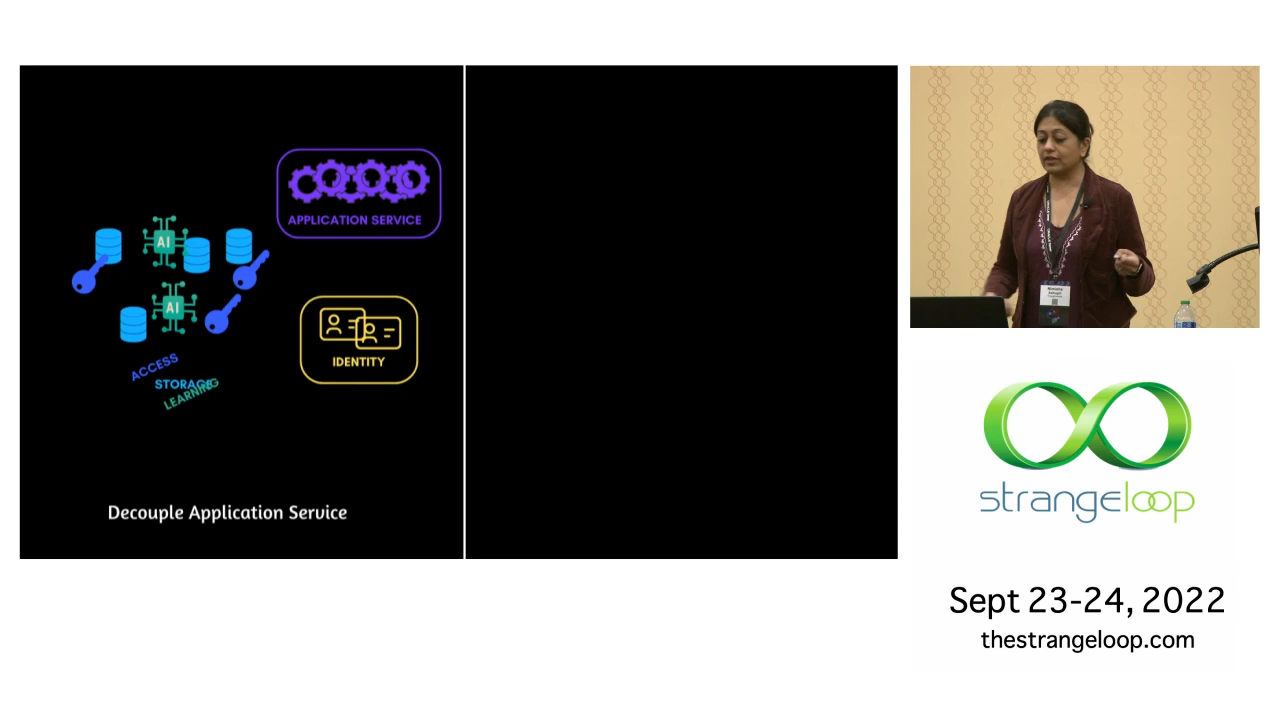 APPLICATION SERVICE
AI
AI
IDENTITY
ACCESS
STORAGE
LEARNING
Decouple Application Service
strangeloop
Sept 23-24, 2022
thestrangeloop.com